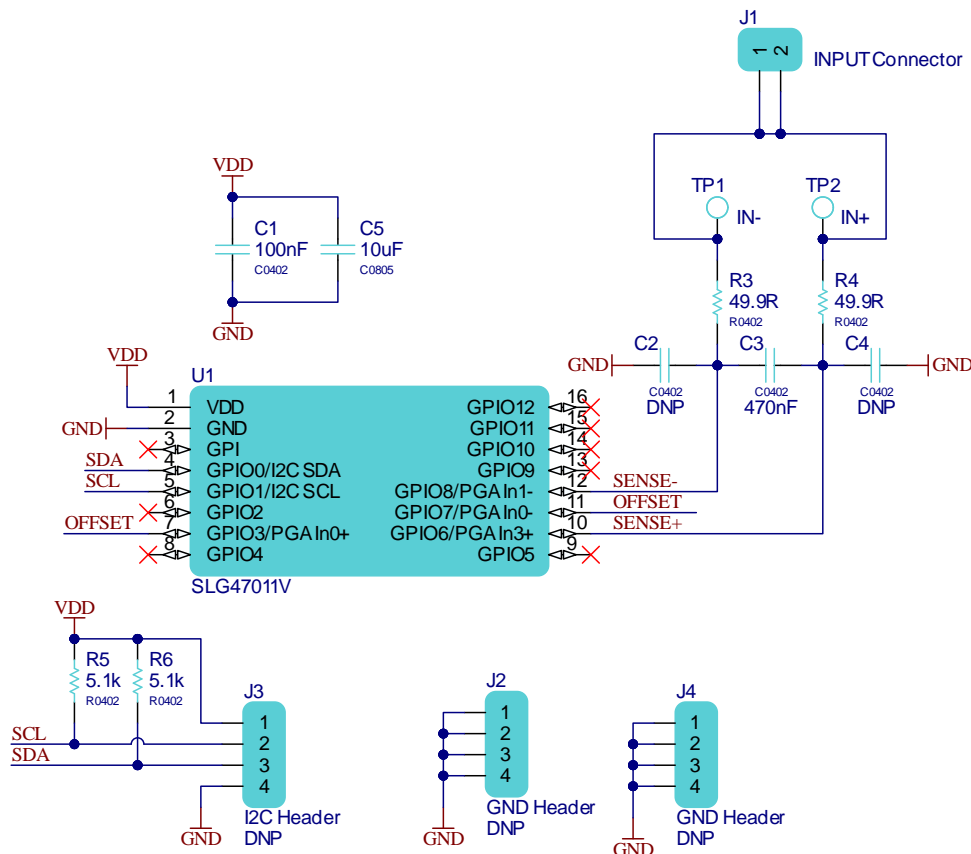 J1
1 2
INPUT Connector
VDD
C1
100nF
C0402
C5
10uF
C0805
GND
TP1
IN-
TP2
IN+
R3
49.9R
R0402
R4
49.9R
R0402
GND
C2
C0402
DNP
C3
C0402
470nF
C4
C0402
DNP
GND
VDD
U1
1 VDD
GND 2 GND
3 GPI
SDA 4 GPIO0/I2C SDA
SCL 5 GPIO1/I2C SCL
6 GPIO2
OFFSET 7 GPIO3/PGA In0+
8 GPIO4
GPIO12 16
GPIO11 15
GPIO10 14
GPIO9 13
GPIO8/PGA In1- 12 SENSE-
GPIO7/PGA In0- 11 OFFSET
GPIO6/PGA In3+ 10 SENSE+
GPIO5 9
SLG47011V
VDD
R5
5.1k
R0402
R6
5.1k
R0402
SCL
SDA
J3
1
2
3
4
GND
I2C Header
DNP
J2
1
2
3
4
GND
GND Header
DNP
J4
1
2
3
4
GND
GND Header
DNP